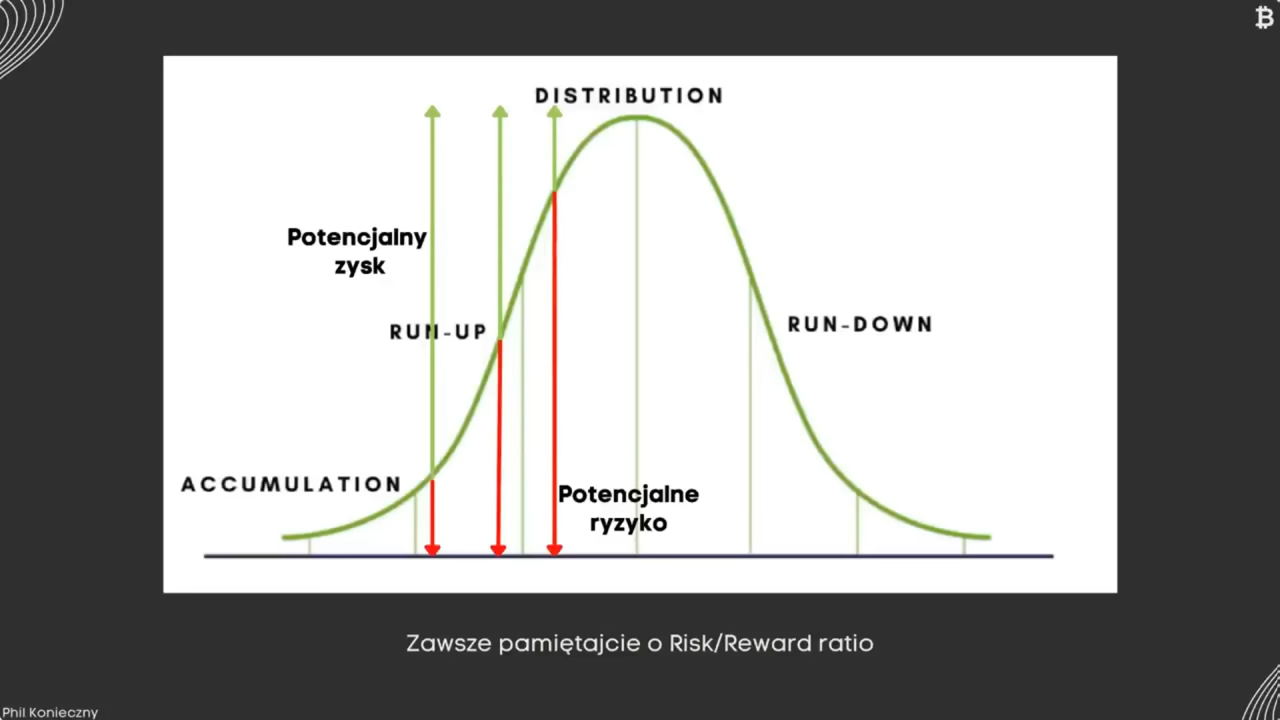 DISTRIBUTION
Potencjalny
zysk
RUN-UP
RUN-DOWN
ACCUMULATION
Potencjalne
ryzyko
Zawsze pamiętajcie o Risk/Reward ratio
Phil Konieczny